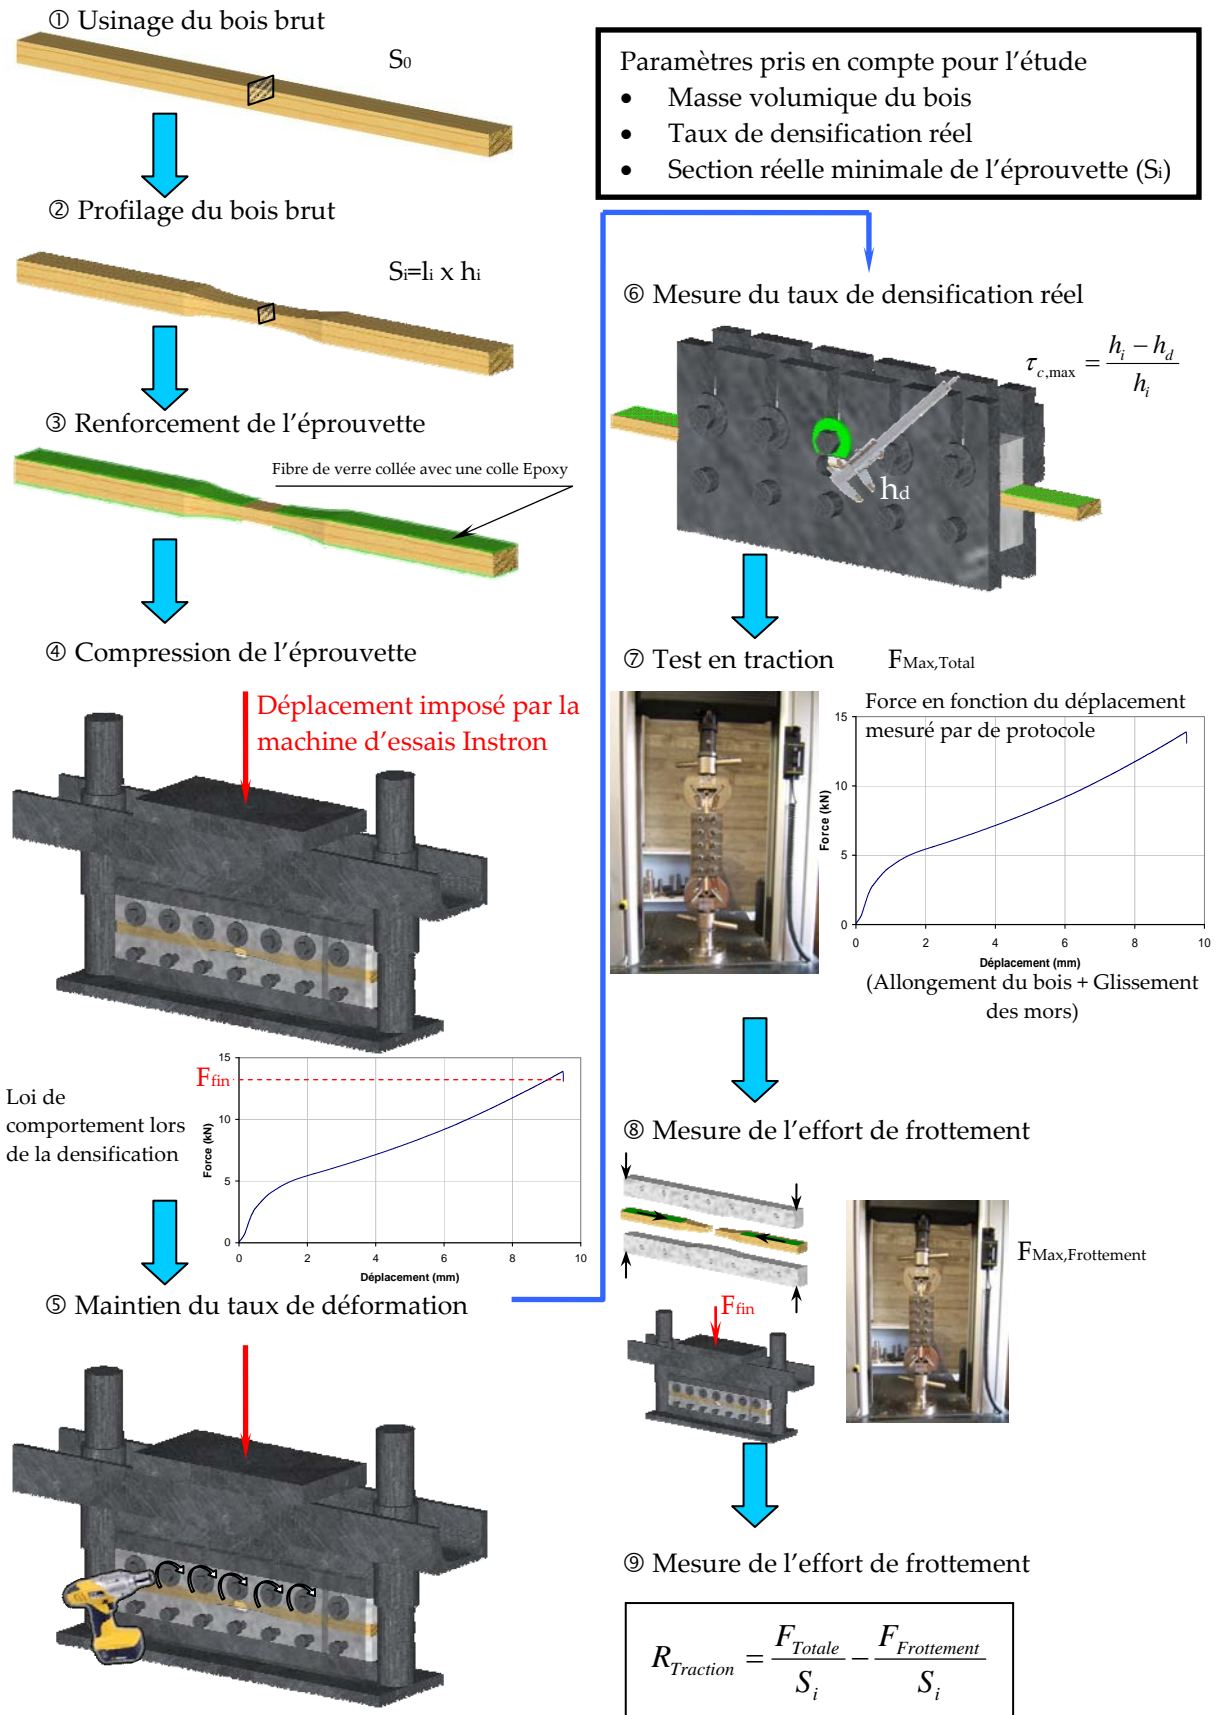 ① Usinage du bois brut
S0
② Profilage du bois brut
Si=li x hi
③ Renforcement de l'éprouvette
Fibre de verre collée avec une colle Epoxy
④ Compression de l'éprouvette
Déplacement imposé par la
machine d'essais Instron
Loi de
comportement lors
de la densification
Ffin
15
10
5
0
Force (kN)
0 2 4 6 8 10
Déplacement (mm)
⑤ Maintien du taux de déformation
Paramètres pris en compte pour l'étude
• Masse volumique du bois
• Taux de densification réel
• Section réelle minimale de l'éprouvette (Si)
⑥ Mesure du taux de densification réel
τc,max = (hi − hd) / hi
hd
⑦ Test en traction FMax,Total
Force en fonction du déplacement
mesuré par de protocole
15
10
5
0
Force (kN)
0 2 4 6 8 10
Déplacement (mm)
(Allongement du bois + Glissement
des mors)
⑧ Mesure de l'effort de frottement
FMax,Frottement
Ffin
⑨ Mesure de l'effort de frottement
RTraction = FTotale / Si − FFrottement / Si